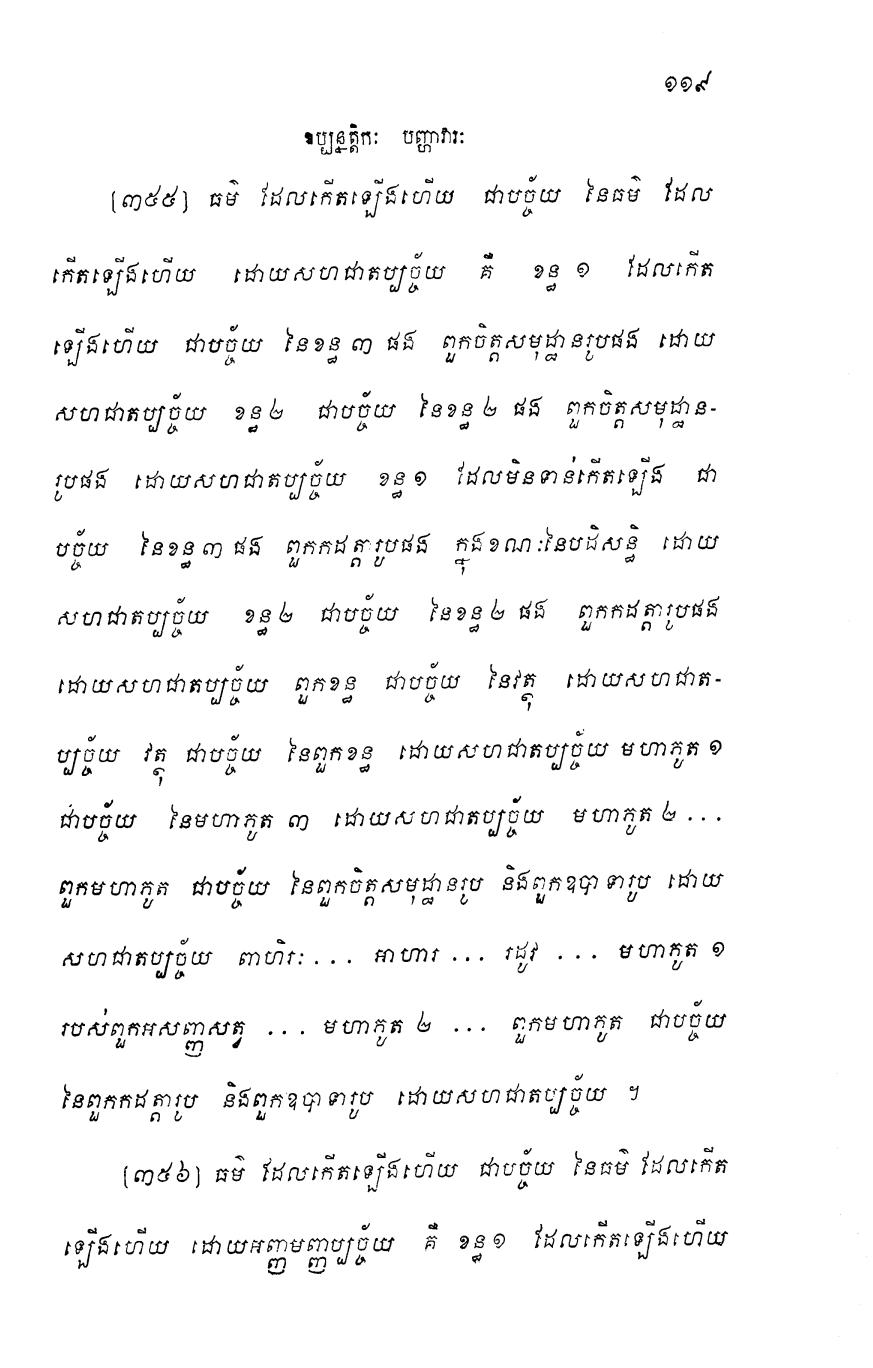 ១១៩
ឧប្បន្នត្តិកៈ បញ្ហាវារៈ
[៣៥៥] ធម៌ ដែលកើតឡើងហើយ ជាបច្ច័យ នៃធម៌ ដែល
កើតឡើងហើយ ដោយសហជាតប្បច្ច័យ គឺ ខន្ធ ១ ដែលកើត
ឡើងហើយ ជាបច្ច័យ នៃខន្ធ ៣ ផង ពួកចិត្តសមុដ្ឋានរូបផង ដោយ
សហជាតប្បច្ច័យ ខន្ធ ២ ជាបច្ច័យ នៃខន្ធ ២ ផង ពួកចិត្តសមុដ្ឋាន-
រូបផង ដោយសហជាតប្បច្ច័យ ខន្ធ ១ ដែលមិនទាន់កើតឡើង ជា
បច្ច័យ នៃខន្ធ ៣ ផង ពួកកដត្តារូបផង ក្នុងខណៈនៃបដិសន្ធិ ដោយ
សហជាតប្បច្ច័យ ខន្ធ ២ ជាបច្ច័យ នៃខន្ធ ២ ផង ពួកកដត្តារូបផង
ដោយសហជាតប្បច្ច័យ ពួកខន្ធ ជាបច្ច័យ នៃវត្ថុ ដោយសហជាត-
ប្បច្ច័យ វត្ថុ ជាបច្ច័យ នៃពួកខន្ធ ដោយសហជាតប្បច្ច័យ មហាភូត ១
ជាបច្ច័យ នៃមហាភូត ៣ ដោយសហជាតប្បច្ច័យ មហាភូត ២ ...
ពួកមហាភូត ជាបច្ច័យ នៃពួកចិត្តសមុដ្ឋានរូប និងពួកឧបាទារូប ដោយ
សហជាតប្បច្ច័យ ពាហិរៈ ... អាហារ ... រដូវ ... មហាភូត ១
របស់ពួកអសញ្ញសត្វ ... មហាភូត ២ ... ពួកមហាភូត ជាបច្ច័យ
នៃពួកកដត្តារូប និងពួកឧបាទារូប ដោយសហជាតប្បច្ច័យ ។
[៣៥៦] ធម៌ ដែលកើតឡើងហើយ ជាបច្ច័យ នៃធម៌ ដែលកើត
ឡើងហើយ ដោយអញ្ញមញ្ញប្បច្ច័យ គឺ ខន្ធ ១ ដែលកើតឡើងហើយ